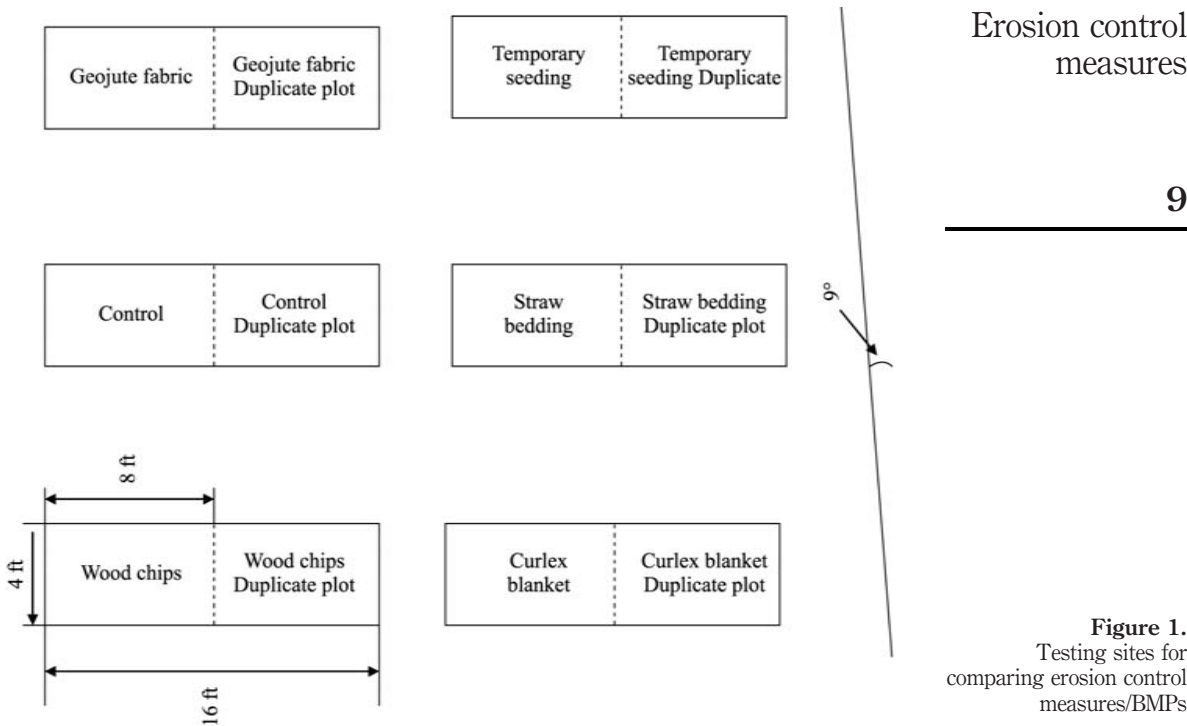 Erosion control
measures
9
Geojute fabric
Geojute fabric
Duplicate plot
Temporary
seeding
Temporary
seeding Duplicate
Control
Control
Duplicate plot
Straw
bedding
Straw bedding
Duplicate plot
9°
8 ft
4 ft
Wood chips
Wood chips
Duplicate plot
16 ft
Curlex
blanket
Curlex blanket
Duplicate plot
Figure 1.
Testing sites for
comparing erosion control
measures/BMPs